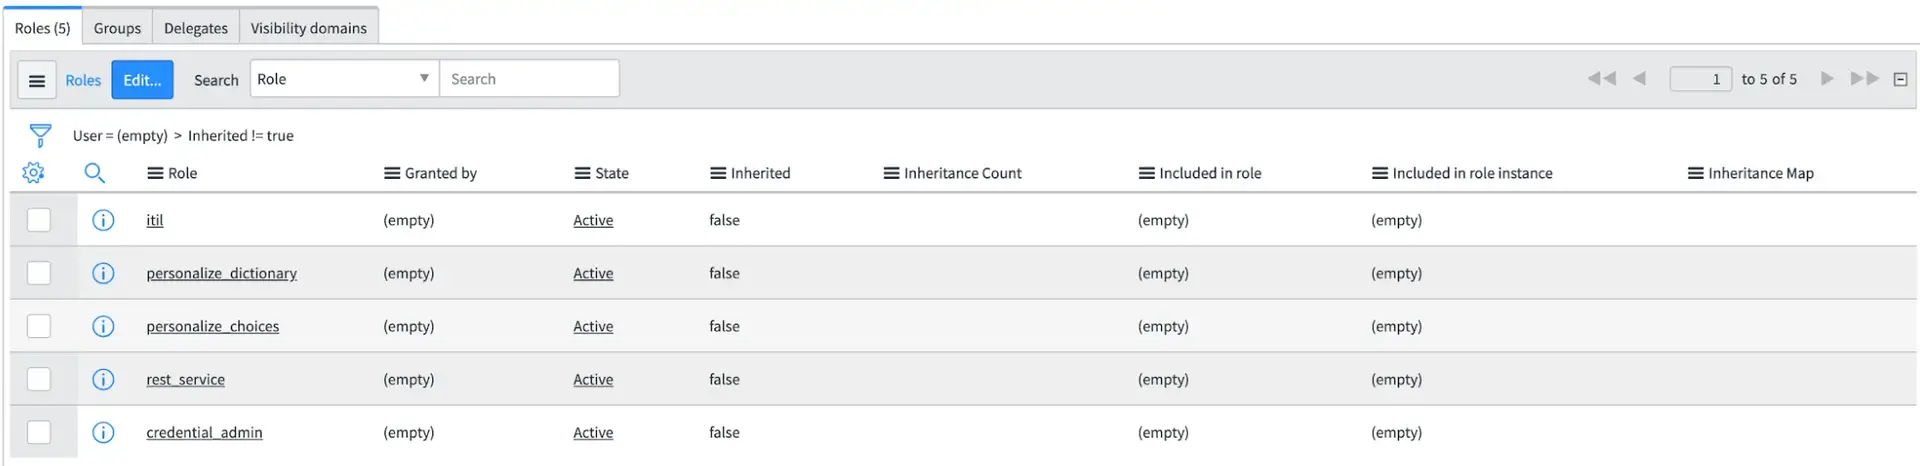 Roles (5) Groups Delegates Visibility domains
Roles Edit... Search Role Search 1 to 5 of 5
User = (empty) > Inherited != true
Role Granted by State Inherited Inheritance Count Included in role Included in role instance Inheritance Map
itil (empty) Active false (empty) (empty)
personalize_dictionary (empty) Active false (empty) (empty)
personalize_choices (empty) Active false (empty) (empty)
rest_service (empty) Active false (empty) (empty)
credential_admin (empty) Active false (empty) (empty)